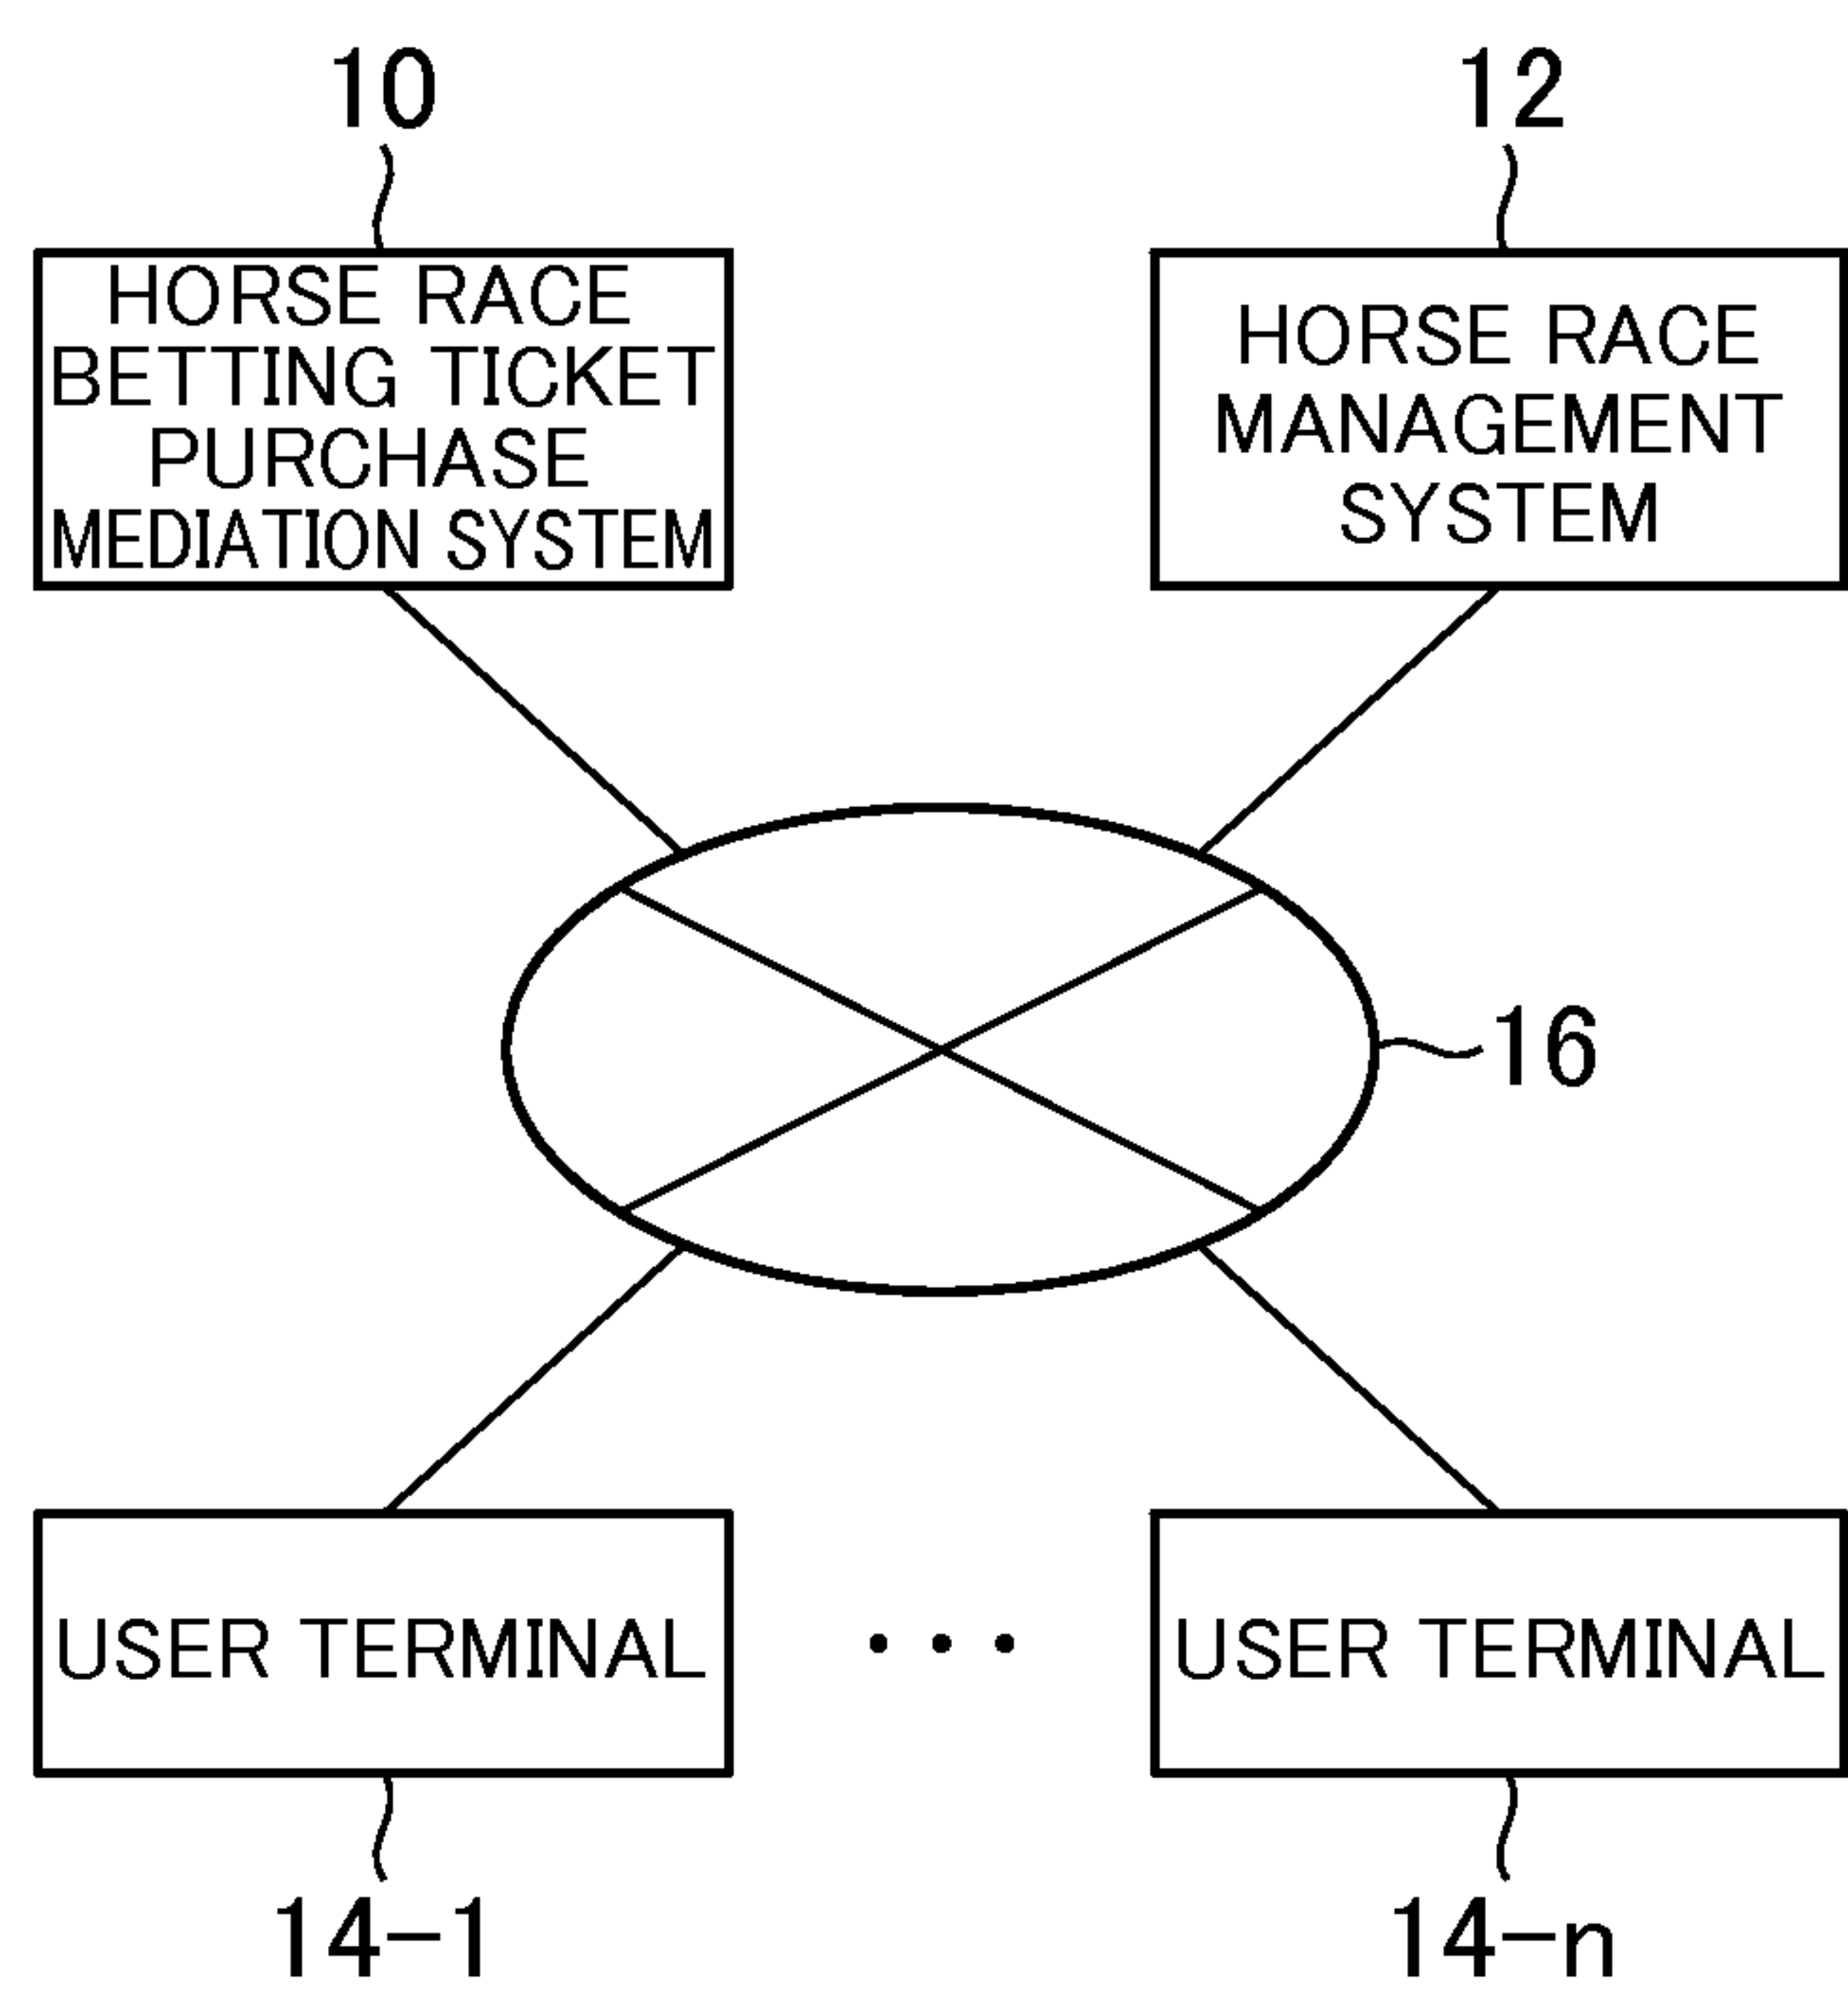 10
12
HORSE RACE
BETTING TICKET
PURCHASE
MEDIATION SYSTEM
HORSE RACE
MANAGEMENT
SYSTEM
16
USER TERMINAL
• • •
USER TERMINAL
14-1
14-n